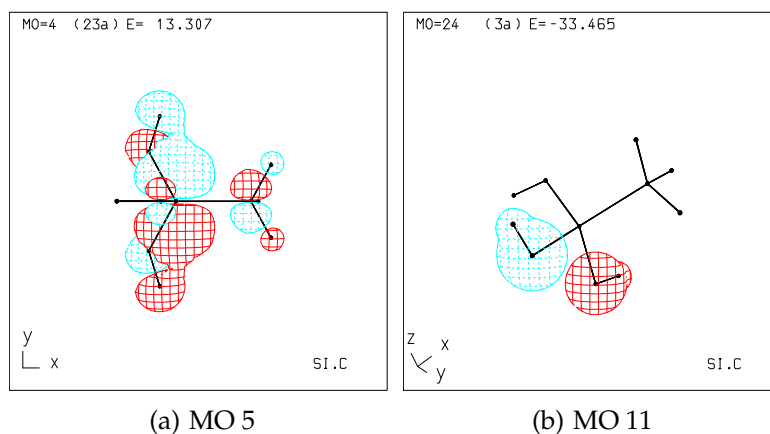 MO=4 (23a) E= 13.307
y
x
SI.C
(a) MO 5
MO=24 (3a) E=-33.465
z
x
y
SI.C
(b) MO 11